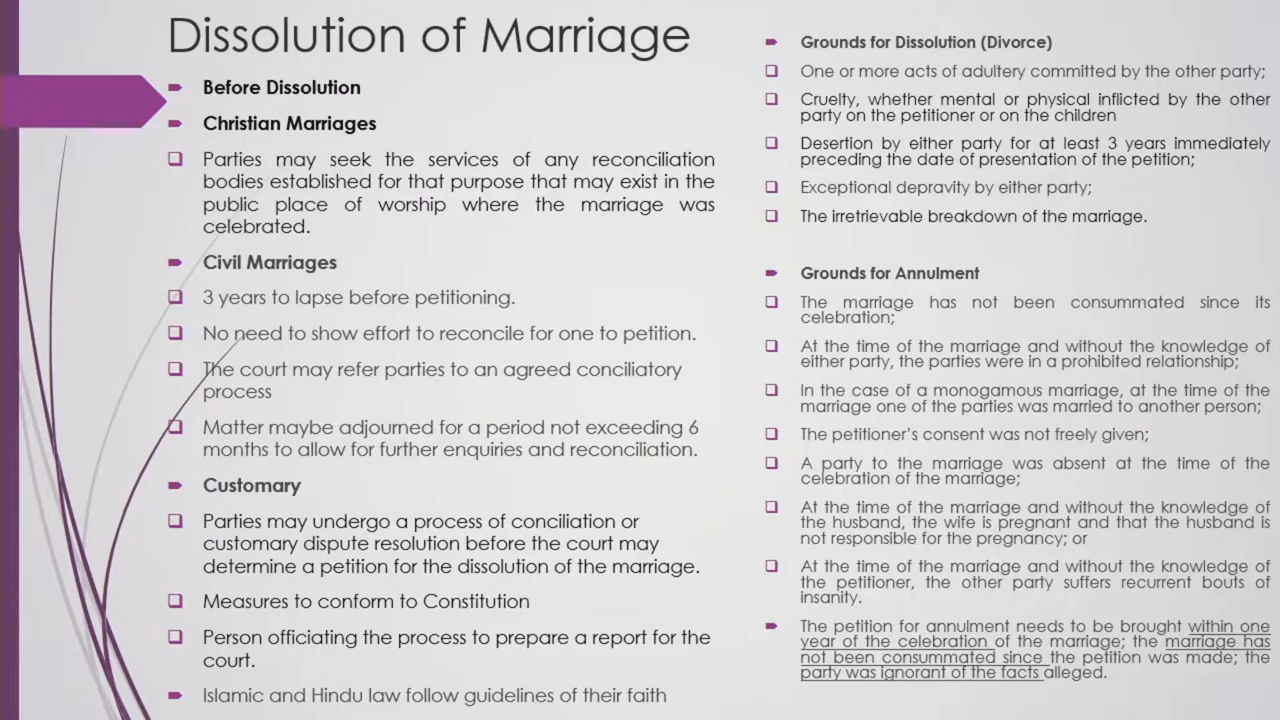 Dissolution of Marriage
Before Dissolution
Christian Marriages
Parties may seek the services of any reconciliation
bodies established for that purpose that may exist in the
public place of worship where the marriage was
celebrated.
Civil Marriages
3 years to lapse before petitioning.
No need to show effort to reconcile for one to petition.
The court may refer parties to an agreed conciliatory
process
Matter maybe adjourned for a period not exceeding 6
months to allow for further enquiries and reconciliation.
Customary
Parties may undergo a process of conciliation or
customary dispute resolution before the court may
determine a petition for the dissolution of the marriage.
Measures to conform to Constitution
Person officiating the process to prepare a report for the
court.
Islamic and Hindu law follow guidelines of their faith
Grounds for Dissolution (Divorce)
One or more acts of adultery committed by the other party;
Cruelty, whether mental or physical inflicted by the other
party on the petitioner or on the children
Desertion by either party for at least 3 years immediately
preceding the date of presentation of the petition;
Exceptional depravity by either party;
The irretrievable breakdown of the marriage.
Grounds for Annulment
The marriage has not been consummated since its
celebration;
At the time of the marriage and without the knowledge of
either party, the parties were in a prohibited relationship;
In the case of a monogamous marriage, at the time of the
marriage one of the parties was married to another person;
The petitioner's consent was not freely given;
A party to the marriage was absent at the time of the
celebration of the marriage;
At the time of the marriage and without the knowledge of
the husband, the wife is pregnant and that the husband is
not responsible for the pregnancy; or
At the time of the marriage and without the knowledge of
the petitioner, the other party suffers recurrent bouts of
insanity.
The petition for annulment needs to be brought within one
year of the celebration of the marriage; the marriage has
not been consummated since the petition was made; the
party was ignorant of the facts alleged.